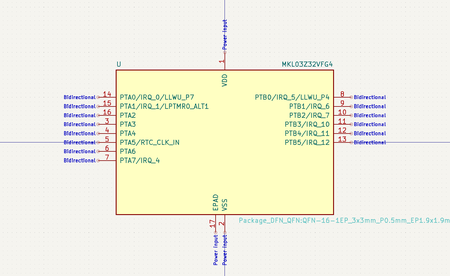 Power Input
1
U
MKL03Z32VFG4
VDD
Bidirectional 14 PTA0/IRQ_0/LLWU_P7
Bidirectional 15 PTA1/IRQ_1/LPTMR0_ALT1
Bidirectional 16 PTA2
Bidirectional 3 PTA3
Bidirectional 4 PTA4
Bidirectional 5 PTA5/RTC_CLK_IN
Bidirectional 6 PTA6
Bidirectional 7 PTA7/IRQ_4
PTB0/IRQ_5/LLWU_P4 8 Bidirectional
PTB1/IRQ_6 9 Bidirectional
PTB2/IRQ_7 10 Bidirectional
PTB3/IRQ_10 11 Bidirectional
PTB4/IRQ_11 12 Bidirectional
PTB5/IRQ_12 13 Bidirectional
EPAD
VSS
17
2
Package_DFN_QFN:QFN-16-1EP_3x3mm_P0.5mm_EP1.9x1.9m
Power Input
Power Input